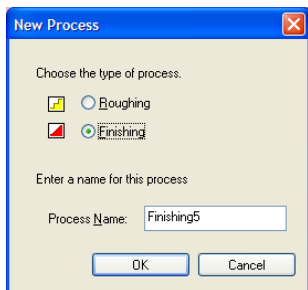 New Process
Choose the type of process.
Roughing
Finishing
Enter a name for this process
Process Name: Finishing5
OK Cancel